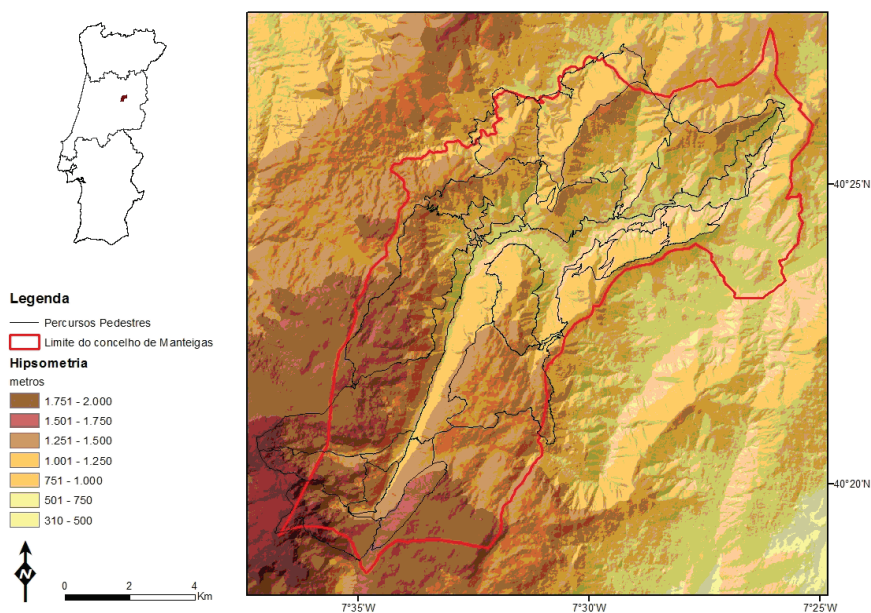 Legenda
Percursos Pedestres
Limite do concelho de Manteigas
Hipsometria
metros
1.751 - 2.000
1.501 - 1.750
1.251 - 1.500
1.001 - 1.250
751 - 1.000
501 - 750
310 - 500
N
0 2 4
Km
40°25'N
40°20'N
7°35'W 7°30'W 7°25'W